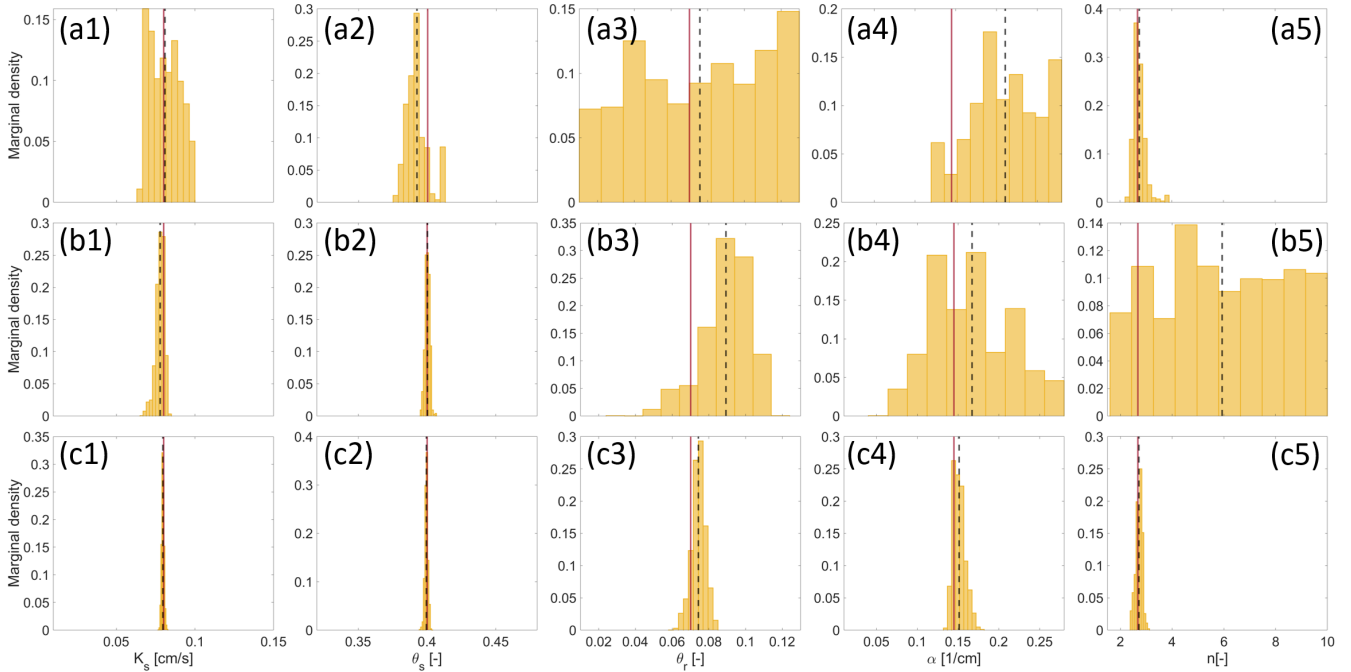 (a1) (a2) (a3) (a4) (a5)
Marginal density
0 0.05 0.1 0.15
0 0.05 0.1 0.15 0.2 0.25 0.3
0 0.05 0.1 0.15
0 0.05 0.1 0.15 0.2
0 0.1 0.2 0.3 0.4 0.5
(b1) (b2) (b3) (b4) (b5)
Marginal density
0 0.05 0.1 0.15 0.2 0.25 0.3
0 0.05 0.1 0.15 0.2 0.25 0.3
0 0.05 0.1 0.15 0.2 0.25 0.3 0.35
0 0.05 0.1 0.15 0.2 0.25
0 0.02 0.04 0.06 0.08 0.1 0.12 0.14
(c1) (c2) (c3) (c4) (c5)
Marginal density
0 0.05 0.1 0.15 0.2 0.25 0.3 0.35
0 0.1 0.2 0.3 0.4
0 0.05 0.1 0.15 0.2 0.25 0.3
0 0.05 0.1 0.15 0.2 0.25 0.3
0 0.05 0.1 0.15 0.2 0.25 0.3
0.05 0.1 0.15
0.35 0.4 0.45
0.02 0.04 0.06 0.08 0.1 0.12
0.05 0.1 0.15 0.2 0.25
2 4 6 8 10
K_s [cm/s]
θ_s [-]
θ_r [-]
α [1/cm]
n[-]